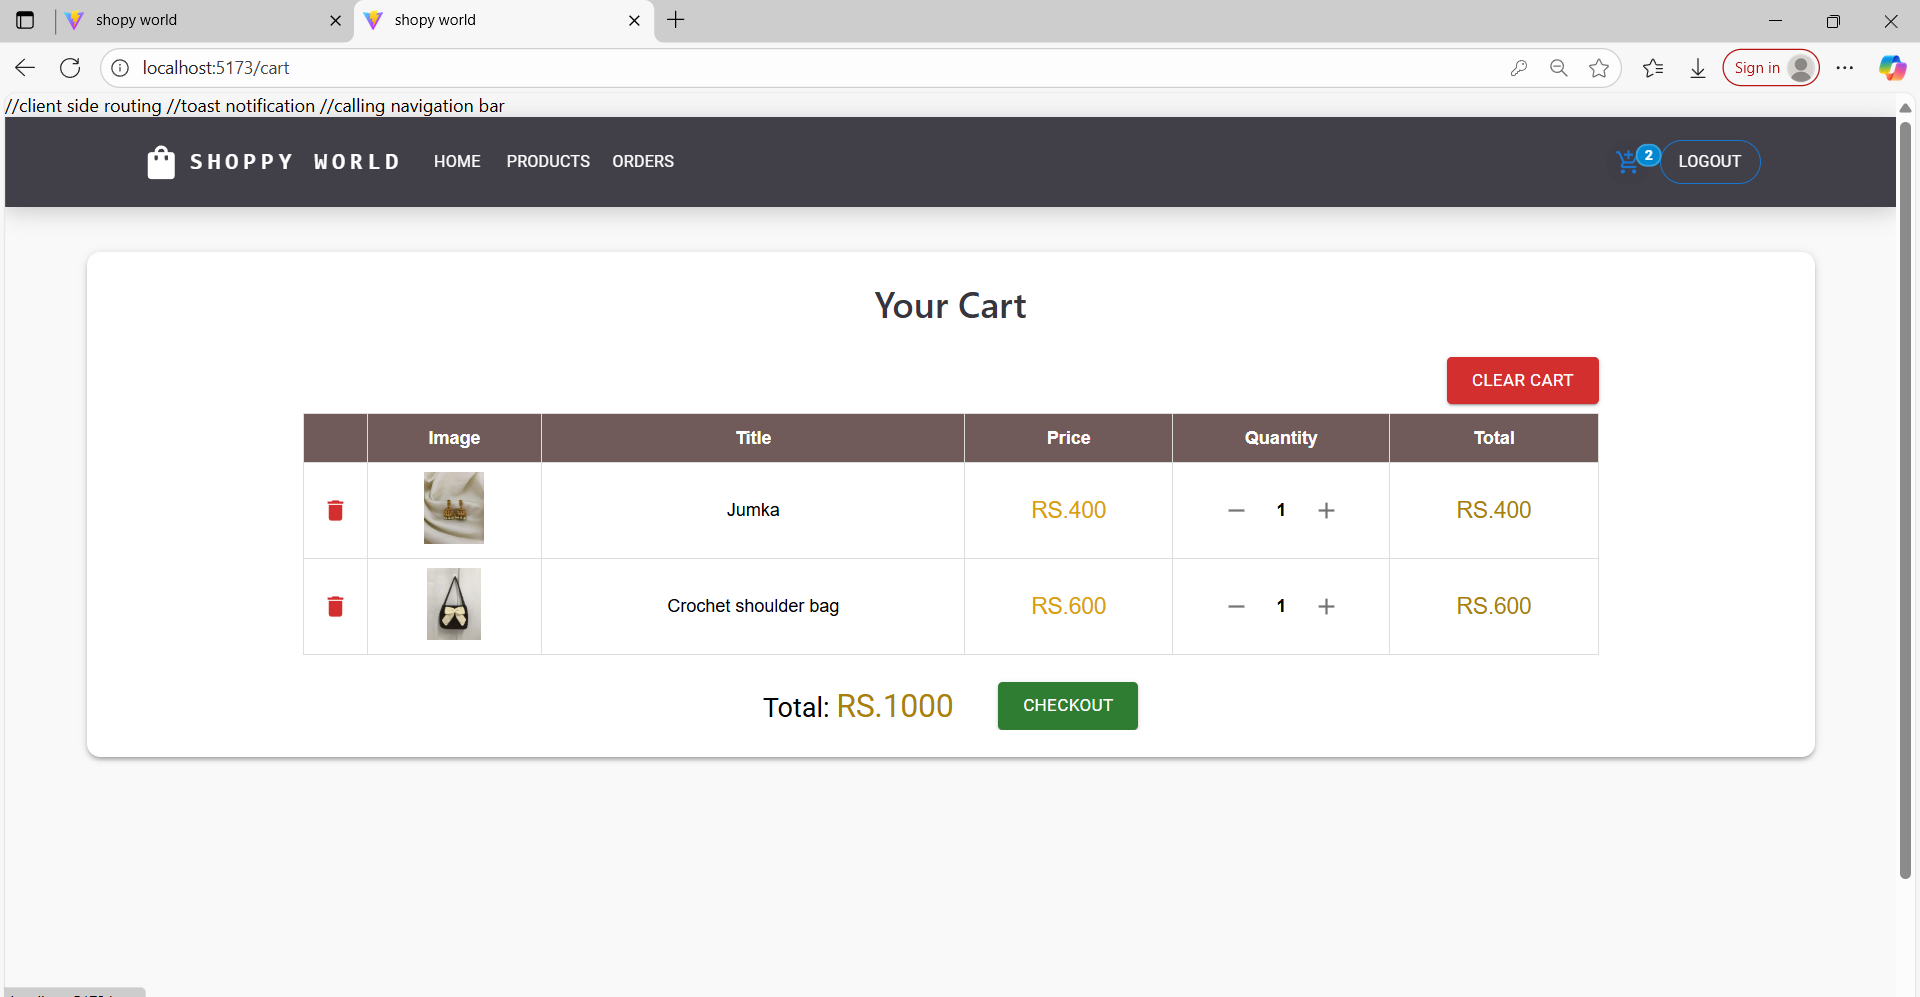 shopy world
shopy world
localhost:5173/cart
Sign in
//client side routing //toast notification //calling navigation bar
SHOPPY WORLD HOME PRODUCTS ORDERS 2 LOGOUT
Your Cart
CLEAR CART
Image Title Price Quantity Total
Jumka RS.400 1 RS.400
Crochet shoulder bag RS.600 1 RS.600
Total: RS.1000 CHECKOUT